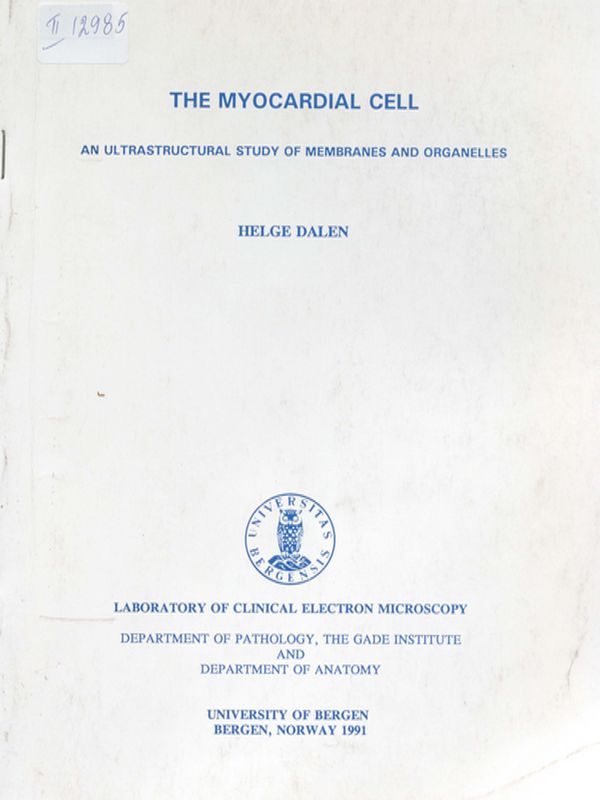 П 12985
THE MYOCARDIAL CELL
AN ULTRASTRUCTURAL STUDY OF MEMBRANES AND ORGANELLES
HELGE DALEN
UNIVERSITAS
BERGENSIS
LABORATORY OF CLINICAL ELECTRON MICROSCOPY
DEPARTMENT OF PATHOLOGY, THE GADE INSTITUTE
AND
DEPARTMENT OF ANATOMY
UNIVERSITY OF BERGEN
BERGEN, NORWAY 1991